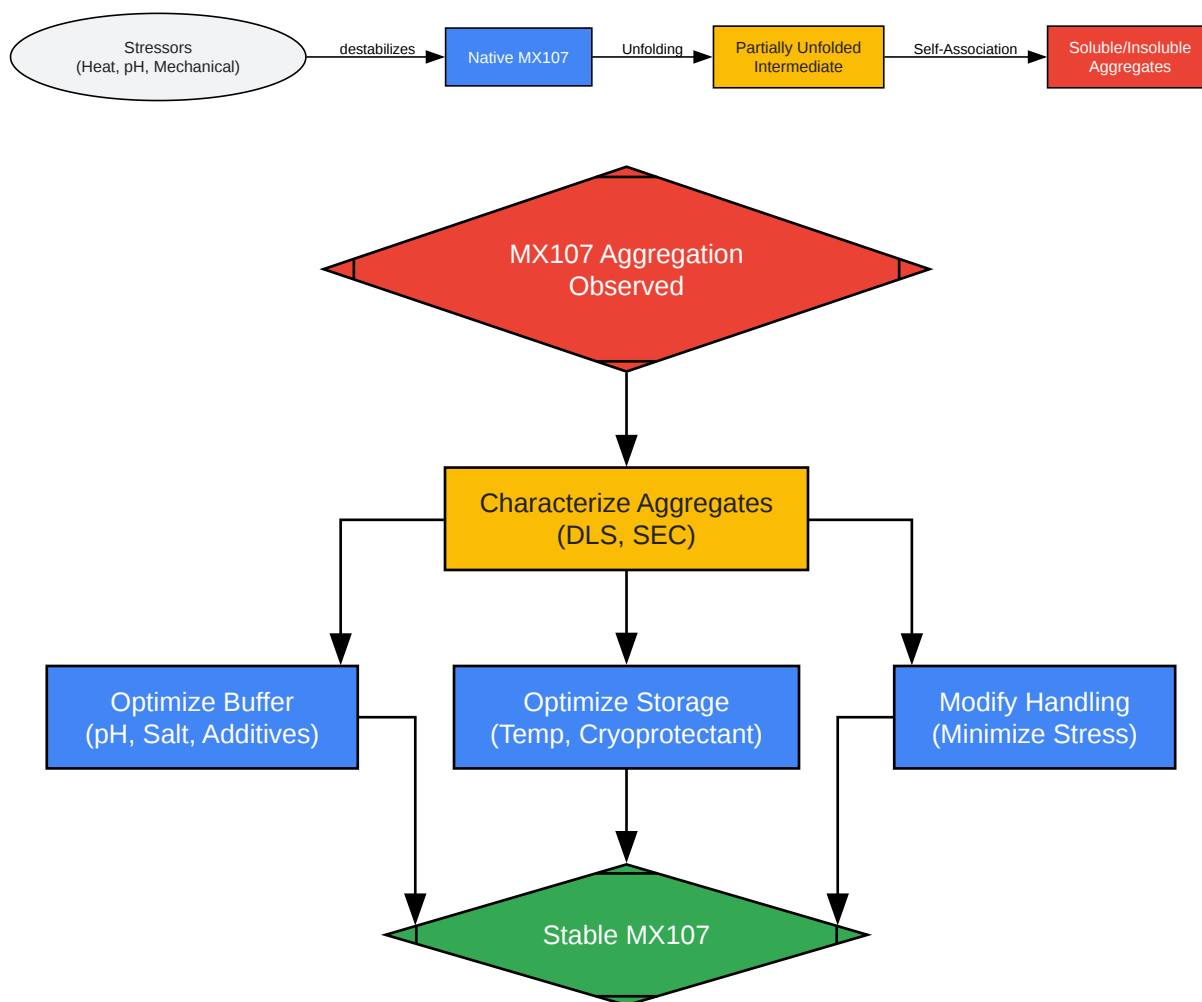 Stressors
(Heat, pH, Mechanical)
destabilizes
Native MX107
Unfolding
Partially Unfolded
Intermediate
Self-Association
Soluble/Insoluble
Aggregates
MX107 Aggregation
Observed
Characterize Aggregates
(DLS, SEC)
Optimize Buffer
(pH, Salt, Additives)
Optimize Storage
(Temp, Cryoprotectant)
Modify Handling
(Minimize Stress)
Stable MX107